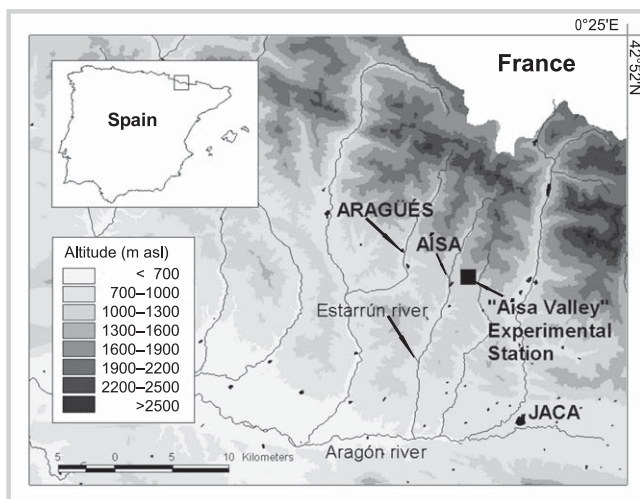 0°25'E
42°52'N
France
Spain
ARAGÜÉS
AÍSA
Altitude (m asl)
< 700
700–1000
1000–1300
1300–1600
1600–1900
1900–2200
2200–2500
>2500
Estarrún river
"Aisa Valley"
Experimental
Station
JACA
Aragón river
5 0 5 10 Kilometers